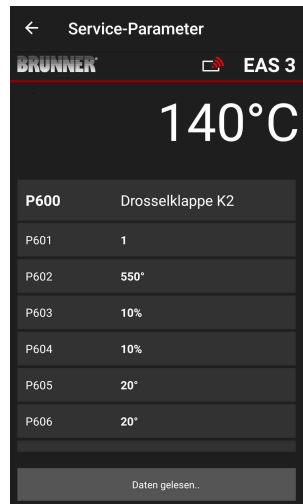 Service-Parameter
BRUNNER
EAS 3
140°C
P600 Drosselklappe K2
P601 1
P602 550°
P603 10%
P604 10%
P605 20°
P606 20°
Daten gelesen..